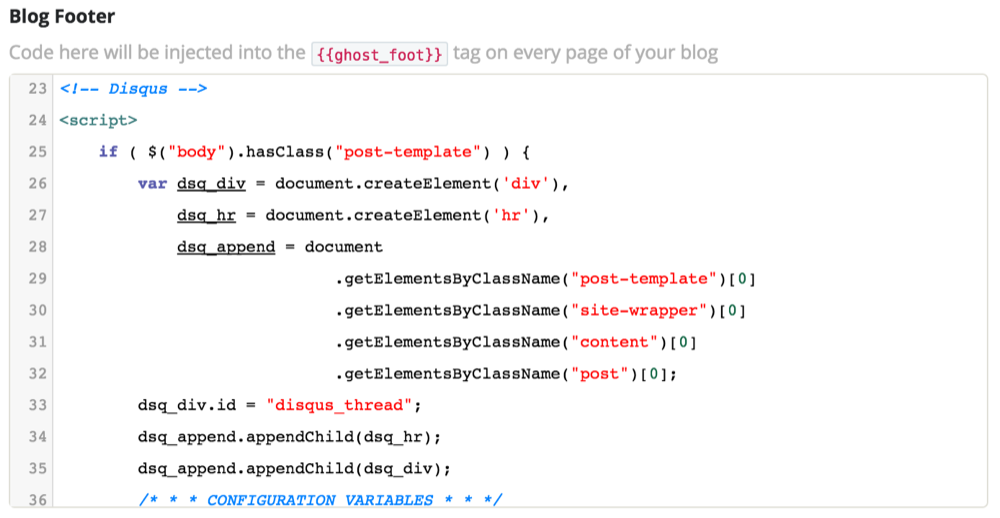 Blog Footer
Code here will be injected into the {{ghost_foot}} tag on every page of your blog
23 <!-- Disqus -->
24 <script>
25     if ( $("body").hasClass("post-template") ) {
26         var dsq_div = document.createElement('div'),
27             dsq_hr = document.createElement('hr'),
28             dsq_append = document
29                             .getElementsByClassName("post-template")[0]
30                             .getElementsByClassName("site-wrapper")[0]
31                             .getElementsByClassName("content")[0]
32                             .getElementsByClassName("post")[0];
33         dsq_div.id = "disqus_thread";
34         dsq_append.appendChild(dsq_hr);
35         dsq_append.appendChild(dsq_div);
36         /* * * CONFIGURATION VARIABLES * * */